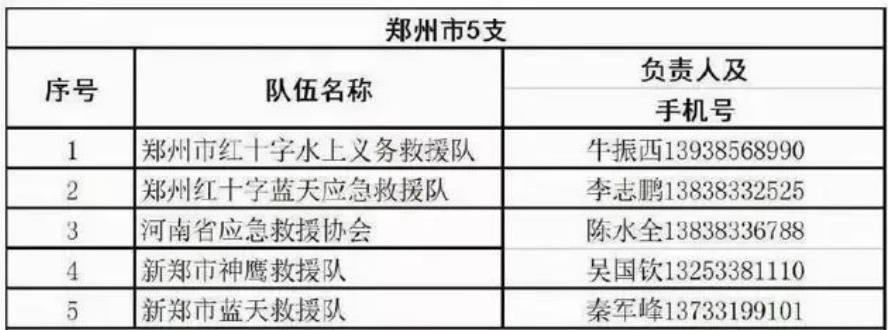 郑州市5支
序号 队伍名称 负责人及
手机号
1 郑州市红十字水上义务救援队 牛振西13938568990
2 郑州红十字蓝天应急救援队 李志鹏13838332525
3 河南省应急救援协会 陈水全13838336788
4 新郑市神鹰救援队 吴国钦13253381110
5 新郑市蓝天救援队 秦军峰13733199101